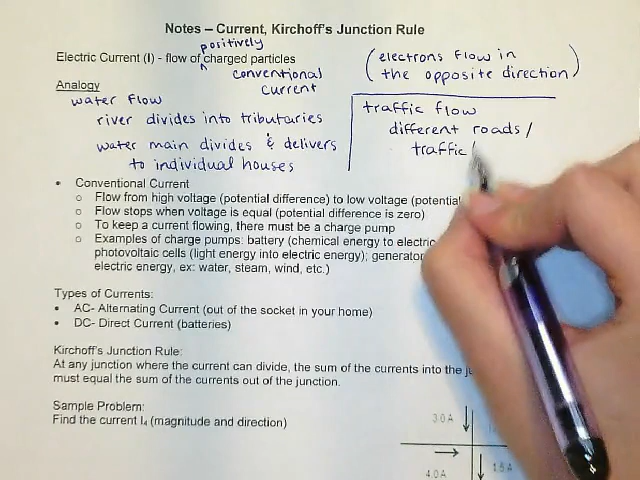 Notes – Current, Kirchoff's Junction Rule
positively
Electric Current (I) - flow of ^ charged particles
conventional
current
(electrons flow in
the opposite direction)
Analogy
water flow
river divides into tributaries
water main divides & delivers
to individual houses
traffic flow
different roads/
traffic
• Conventional Current
o Flow from high voltage (potential difference) to low voltage (potential
o Flow stops when voltage is equal (potential difference is zero)
o To keep a current flowing, there must be a charge pump
o Examples of charge pumps: battery (chemical energy to electric
photovoltaic cells (light energy into electric energy); generator
electric energy, ex: water, steam, wind, etc.)
Types of Currents:
• AC- Alternating Current (out of the socket in your home)
• DC- Direct Current (batteries)
Kirchoff's Junction Rule:
At any junction where the current can divide, the sum of the currents into the
must equal the sum of the currents out of the junction.
Sample Problem:
Find the current I₄ (magnitude and direction)
3.0 A
4.0 A
1.5 A